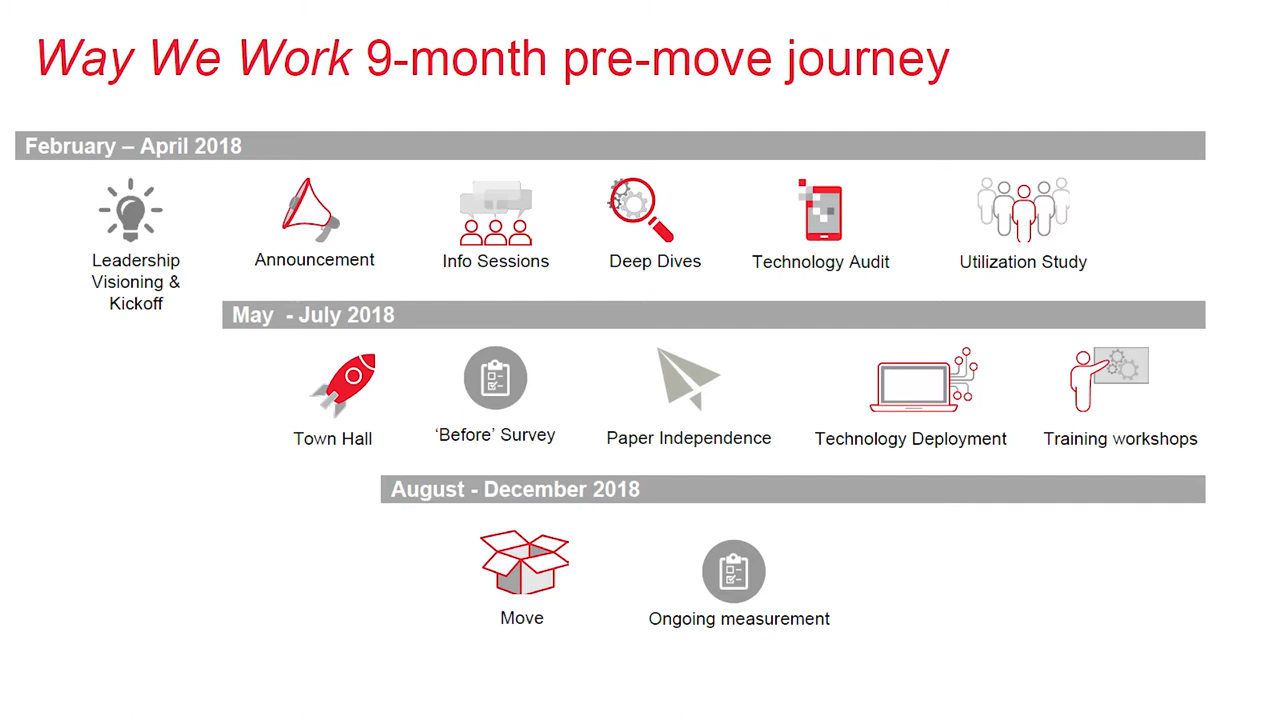 Way We Work 9-month pre-move journey
February – April 2018
Leadership
Visioning &
Kickoff
Announcement
Info Sessions
Deep Dives
Technology Audit
Utilization Study
May - July 2018
Town Hall
‘Before’ Survey
Paper Independence
Technology Deployment
Training workshops
August - December 2018
Move
Ongoing measurement